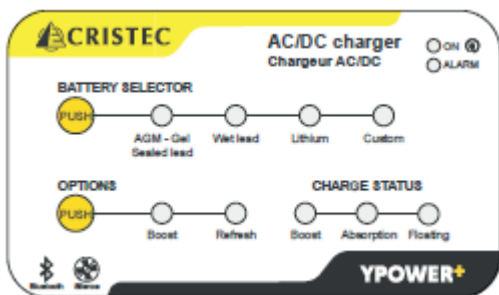 CRISTEC
AC/DC charger
Chargeur AC/DC
ON
ALARM
BATTERY SELECTOR
PUSH
AGM - Gel
Sealed lead
Wet lead
Lithium
Custom
OPTIONS
PUSH
Boost
Refresh
CHARGE STATUS
Boost
Absorption
Floating
Bluetooth
Silence
YPOWER+